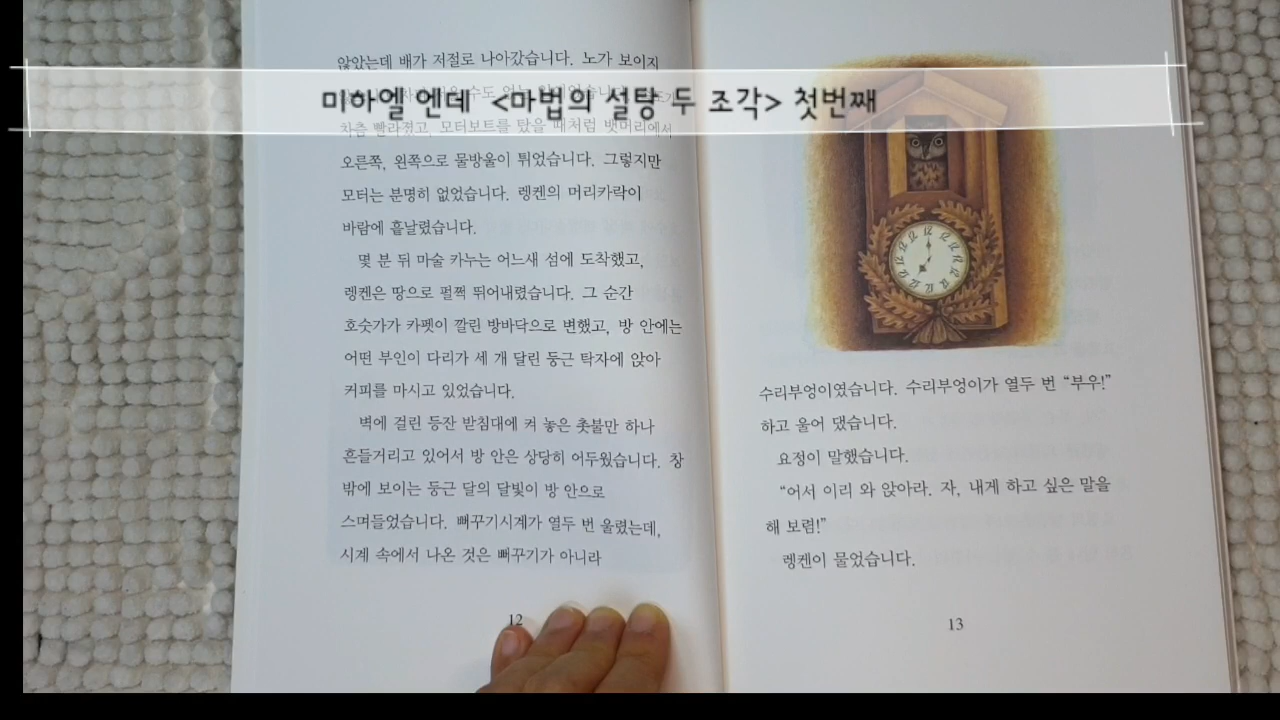 미하엘 엔데 <마법의 설탕 두 조각> 첫번째
않았는데 배가 저절로 나아갔습니다. 노가 보이지
차츰 빨라졌고, 모터보트를 탔을 때처럼 뱃머리에서
오른쪽, 왼쪽으로 물방울이 튀었습니다. 그렇지만
모터는 분명히 없었습니다. 렝켄의 머리카락이
바람에 흩날렸습니다.
몇 분 뒤 마술 카누는 어느새 섬에 도착했고,
렝켄은 땅으로 펄쩍 뛰어내렸습니다. 그 순간
호숫가가 카펫이 깔린 방바닥으로 변했고, 방 안에는
어떤 부인이 다리가 세 개 달린 둥근 탁자에 앉아
커피를 마시고 있었습니다.
벽에 걸린 등잔 받침대에 켜 놓은 촛불만 하나
흔들거리고 있어서 방 안은 상당히 어두웠습니다. 창
밖에 보이는 둥근 달의 달빛이 방 안으로
스며들었습니다. 뻐꾸기시계가 열두 번 울렸는데,
시계 속에서 나온 것은 뻐꾸기가 아니라
12
수리부엉이였습니다. 수리부엉이가 열두 번 “부우!”
하고 울어 댔습니다.
요정이 말했습니다.
“어서 이리 와 앉아라. 자, 내게 하고 싶은 말을
해 보렴!”
렝켄이 물었습니다.
13